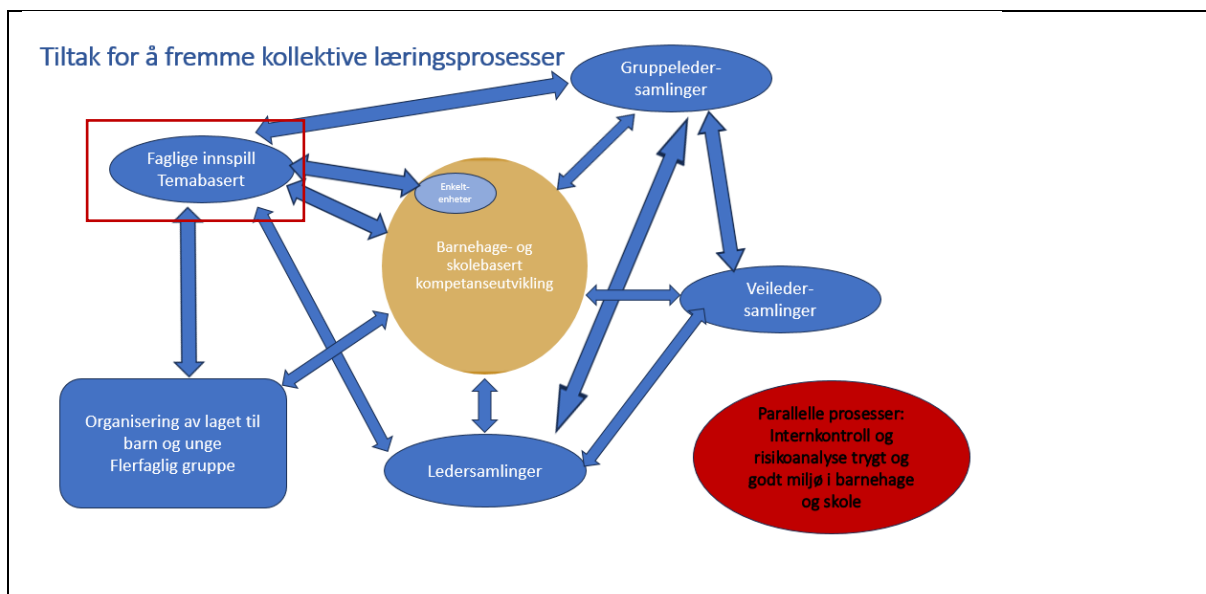 Tiltak for å fremme kollektive læringsprosesser
Gruppeleder-
samlinger
Faglige innspill
Temabasert
Enkelt-
enheter
Barnehage- og
skolebasert
kompetanseutvikling
Veileder-
samlinger
Organisering av laget til
barn og unge
Flerfaglig gruppe
Ledersamlinger
Parallelle prosesser:
Internkontroll og
risikoanalyse trygt og
godt miljø i barnehage
og skole